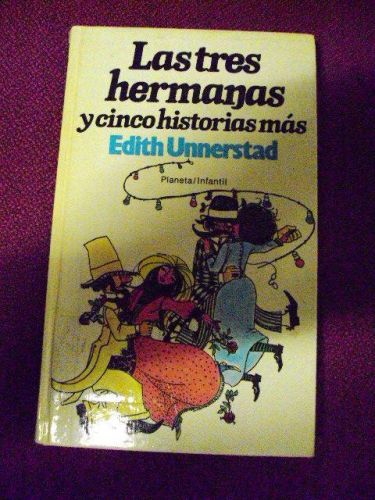 Las tres
hermanas
y cinco historias más
Edith Unnerstad
Planeta/Infantil